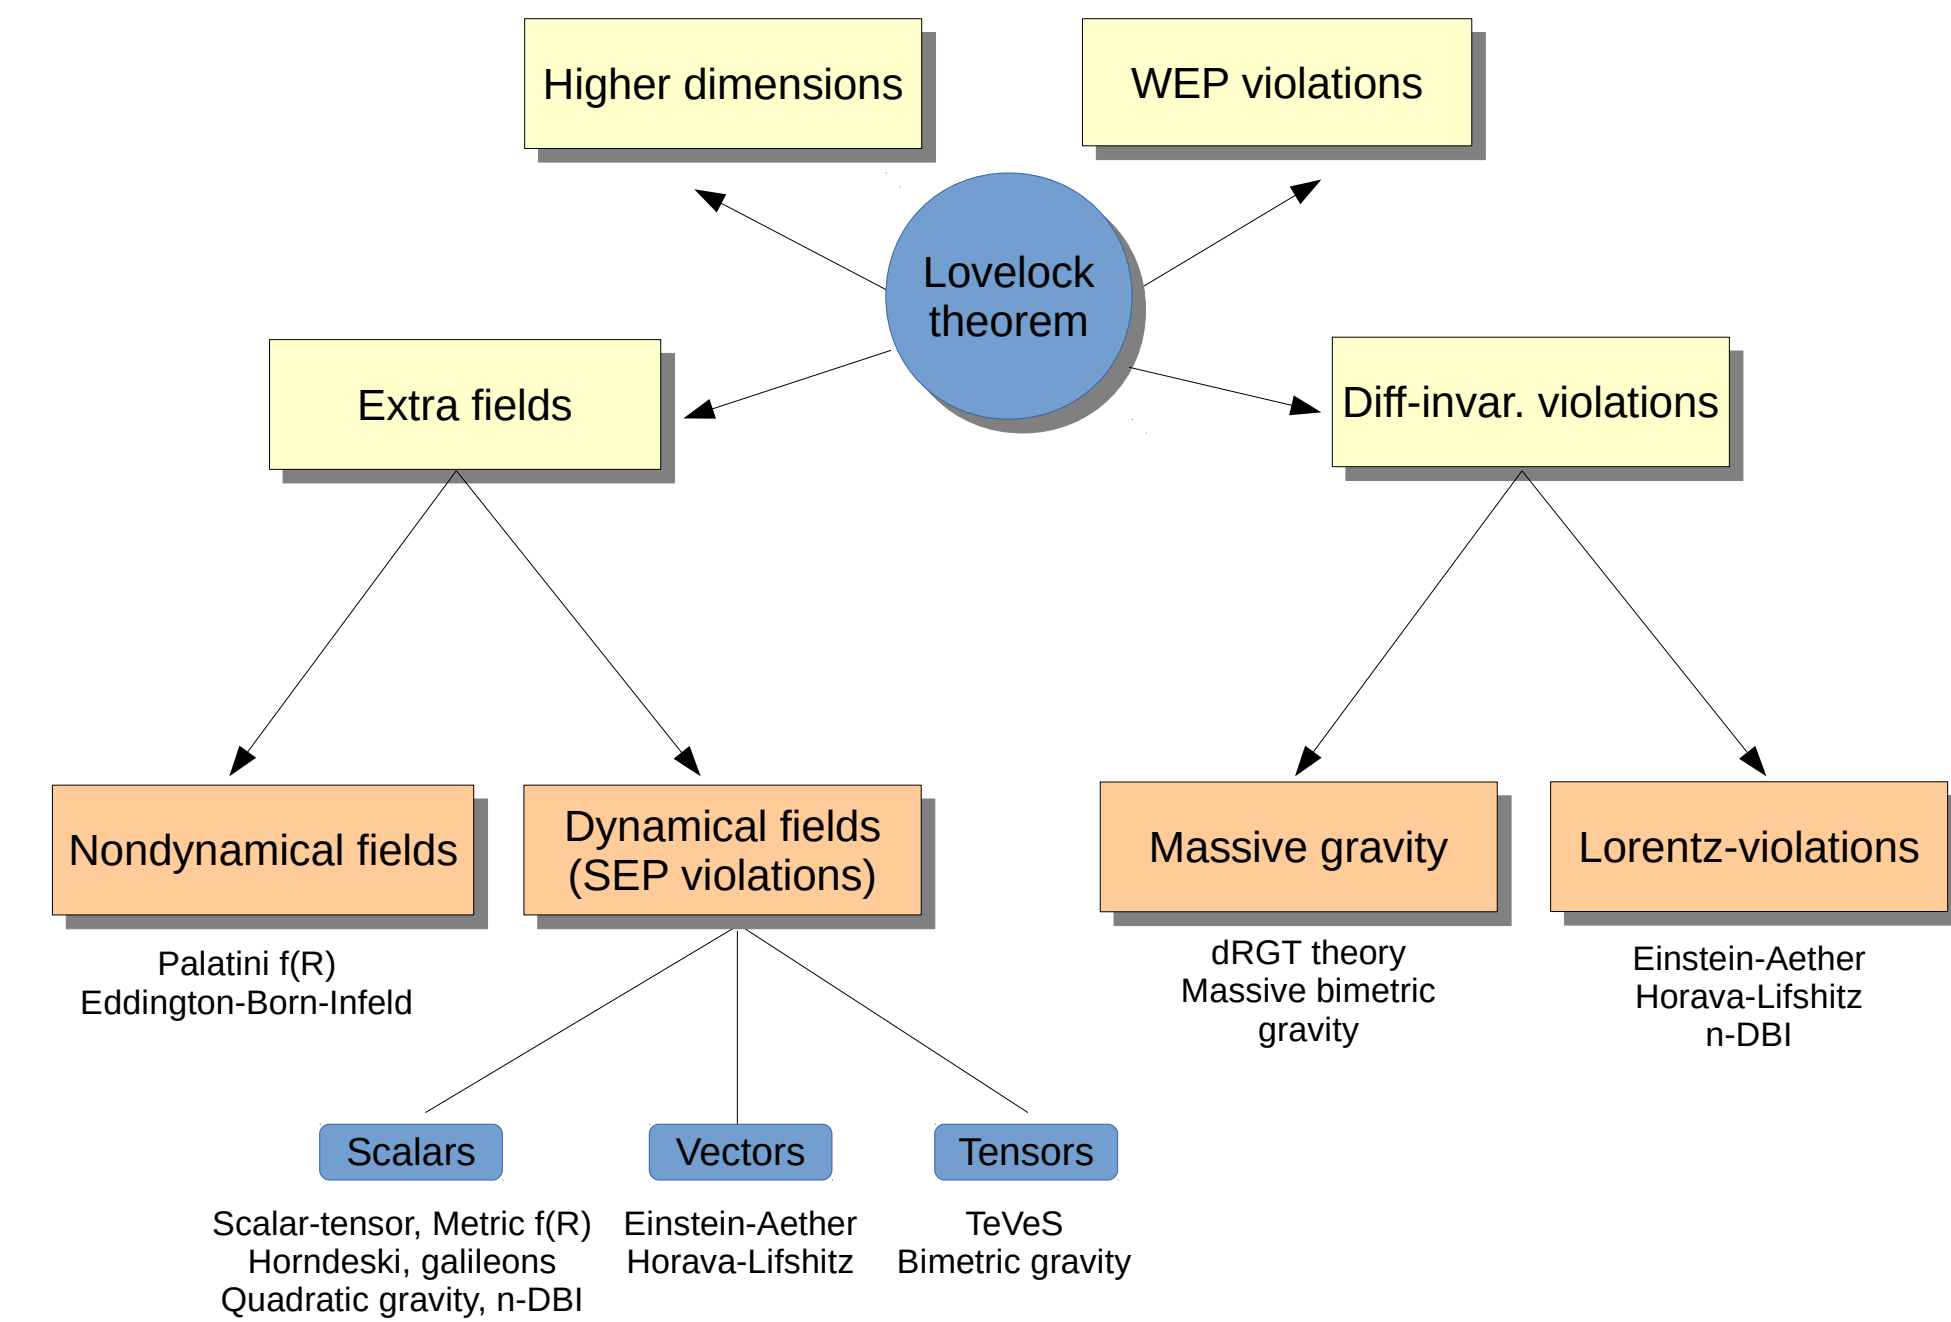 Higher dimensions
WEP violations
Lovelock
theorem
Extra fields
Diff-invar. violations
Nondynamical fields
Dynamical fields
(SEP violations)
Massive gravity
Lorentz-violations
Palatini f(R)
Eddington-Born-Infeld
dRGT theory
Massive bimetric
gravity
Einstein-Aether
Horava-Lifshitz
n-DBI
Scalars
Vectors
Tensors
Scalar-tensor, Metric f(R)
Horndeski, galileons
Quadratic gravity, n-DBI
Einstein-Aether
Horava-Lifshitz
TeVeS
Bimetric gravity